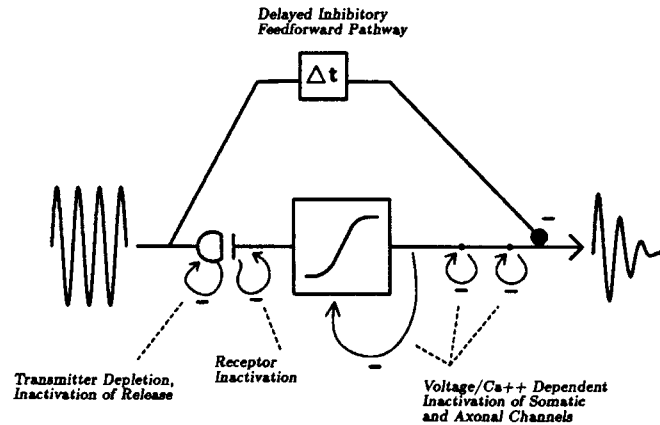 Delayed Inhibitory
Feedforward Pathway
Δt
−
−
−
−
−
−
Transmitter Depletion,
Inactivation of Release
Receptor
Inactivation
Voltage/Ca++ Dependent
Inactivation of Somatic
and Axonal Channels